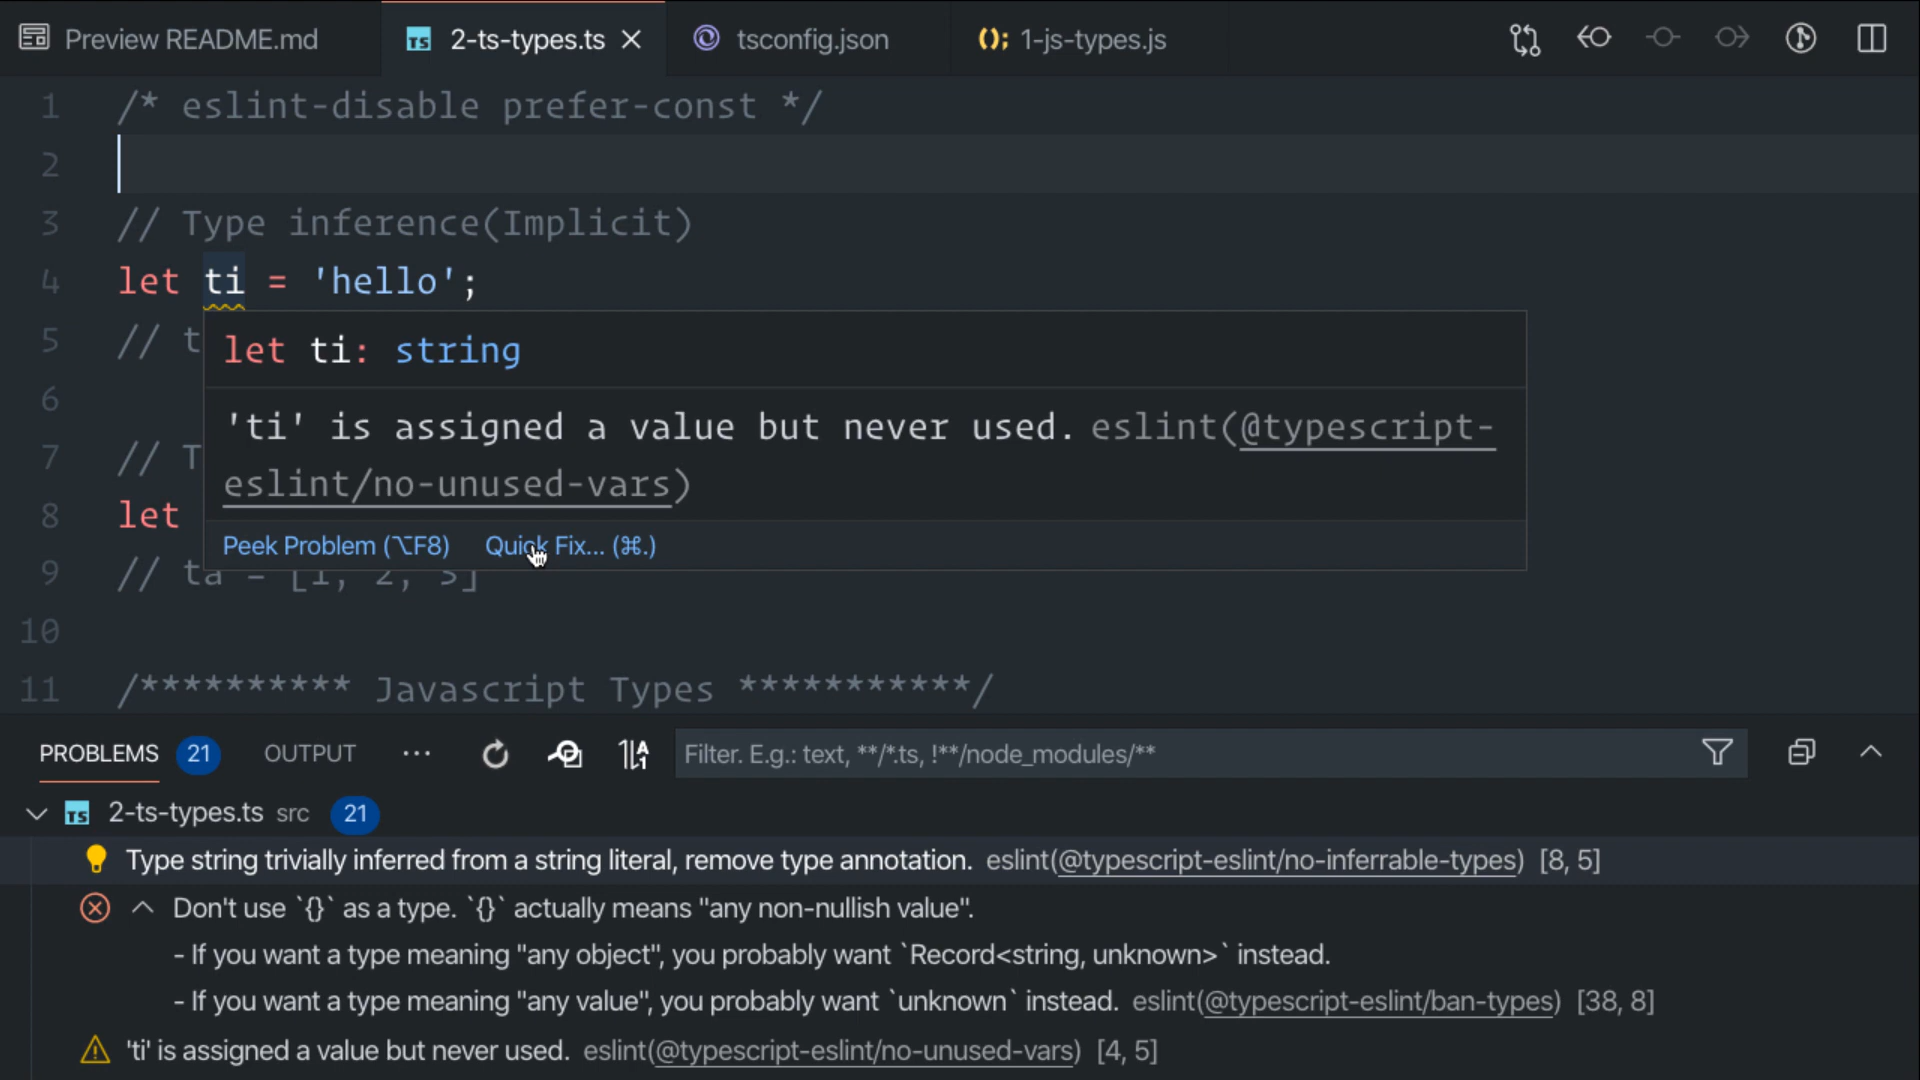 Preview README.md
TS 2-ts-types.ts
tsconfig.json
(); 1-js-types.js
1 /* eslint-disable prefer-const */
2
3 // Type inference(Implicit)
4 let ti = 'hello';
5 // t
let ti: string
6
'ti' is assigned a value but never used. eslint(@typescript-
7 // T
eslint/no-unused-vars)
8 let
Peek Problem (⌥F8) Quick Fix... (⌘.)
9 // ta = [1, 2, 3]
10
11 /********** Javascript Types ***********/
PROBLEMS 21 OUTPUT ... Filter. E.g.: text, **/*.ts, !**/node_modules/**
TS 2-ts-types.ts src 21
Type string trivially inferred from a string literal, remove type annotation. eslint(@typescript-eslint/no-inferrable-types) [8, 5]
Don't use `{}` as a type. `{}` actually means "any non-nullish value".
- If you want a type meaning "any object", you probably want `Record<string, unknown>` instead.
- If you want a type meaning "any value", you probably want `unknown` instead. eslint(@typescript-eslint/ban-types) [38, 8]
'ti' is assigned a value but never used. eslint(@typescript-eslint/no-unused-vars) [4, 5]